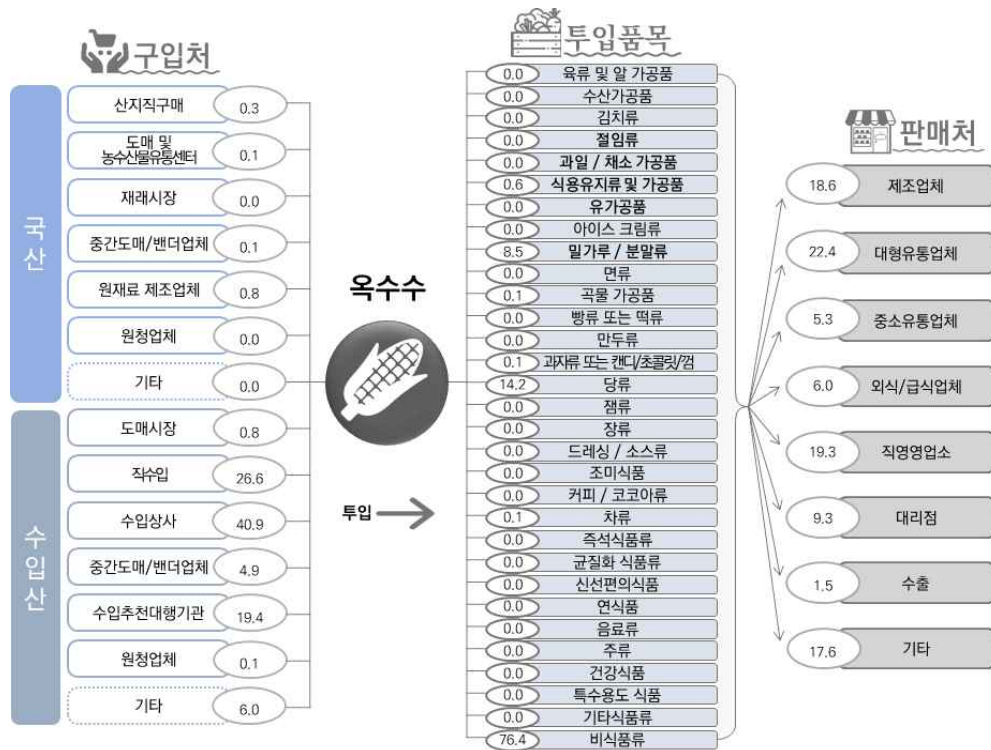 구입처
국산
산지직구매 0.3
도매 및
농수산물유통센터 0.1
재래시장 0.0
중간도매/밴더업체 0.1
원재료 제조업체 0.8
원청업체 0.0
기타 0.0
수입산
도매시장 0.8
직수입 26.6
수입상사 40.9
중간도매/밴더업체 4.9
수입추천대행기관 19.4
원청업체 0.1
기타 6.0
옥수수
투입
투입품목
0.0 육류 및 알 가공품
0.0 수산가공품
0.0 김치류
0.0 절임류
0.0 과일 / 채소 가공품
0.6 식용유지류 및 가공품
0.0 유가공품
0.0 아이스 크림류
8.5 밀가루 / 분말류
0.0 면류
0.1 곡물 가공품
0.0 빵류 또는 떡류
0.0 만두류
0.1 과자류 또는 캔디/초콜릿/껌
14.2 당류
0.0 잼류
0.0 장류
0.0 드레싱 / 소스류
0.0 조미식품
0.0 커피 / 코코아류
0.1 차류
0.0 즉석식품류
0.0 균질화 식품류
0.0 신선편의식품
0.0 연식품
0.0 음료류
0.0 주류
0.0 건강식품
0.0 특수용도 식품
0.0 기타식품류
76.4 비식품류
판매처
18.6 제조업체
22.4 대형유통업체
5.3 중소유통업체
6.0 외식/급식업체
19.3 직영영업소
9.3 대리점
1.5 수출
17.6 기타